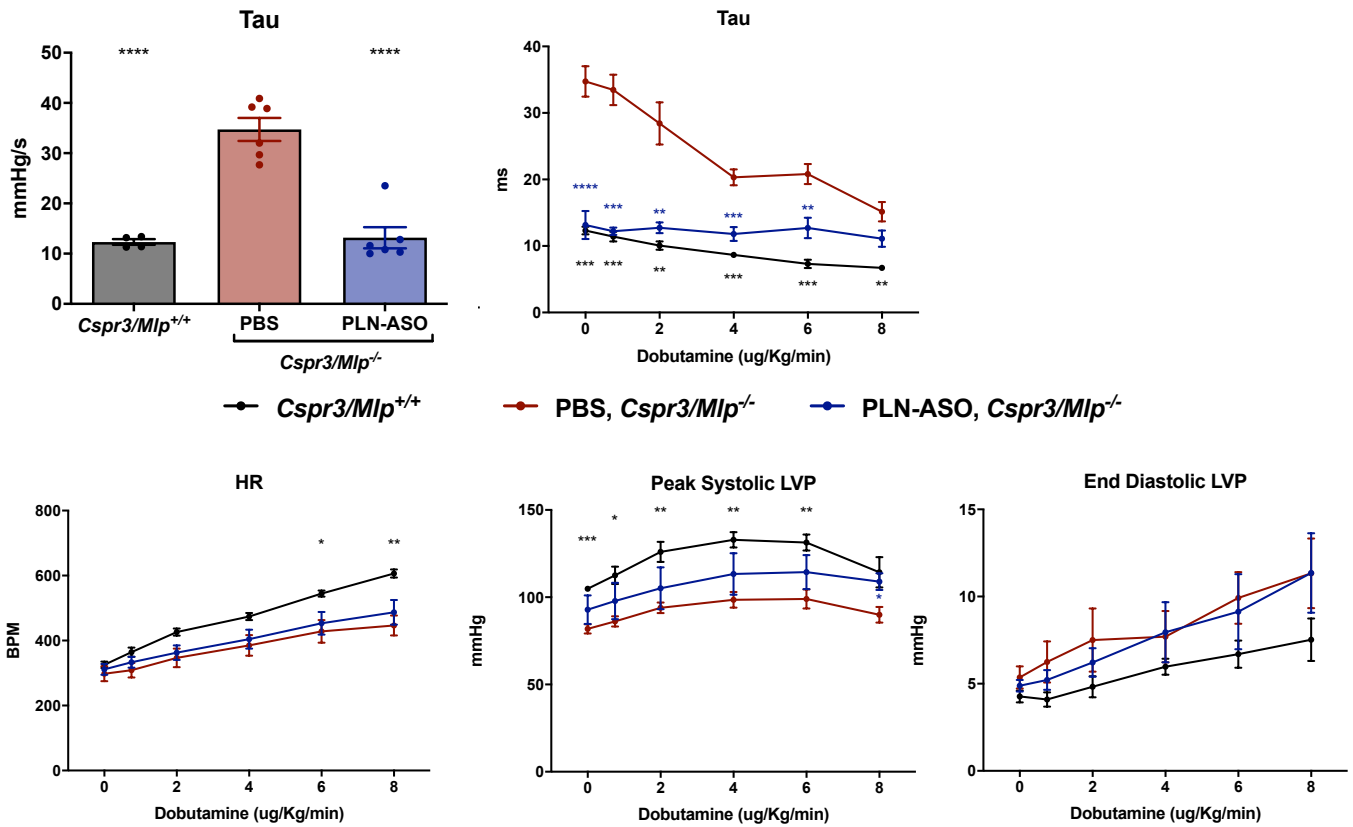 Tau
mmHg/s
50
40
30
20
10
0
**** ****
Cspr3/Mlp+/+ PBS PLN-ASO
Cspr3/Mlp-/-
Tau
ms
40
30
20
10
0
**** *** ** *** **
*** *** ** *** *** **
0 2 4 6 8
Dobutamine (ug/Kg/min)
Cspr3/Mlp+/+ PBS, Cspr3/Mlp-/- PLN-ASO, Cspr3/Mlp-/-
HR
BPM
800
600
400
200
0
* **
0 2 4 6 8
Dobutamine (ug/Kg/min)
Peak Systolic LVP
mmHg
150
100
50
0
*** * ** ** **
*
0 2 4 6 8
Dobutamine (ug/Kg/min)
End Diastolic LVP
mmHg
15
10
5
0
0 2 4 6 8
Dobutamine (ug/Kg/min)